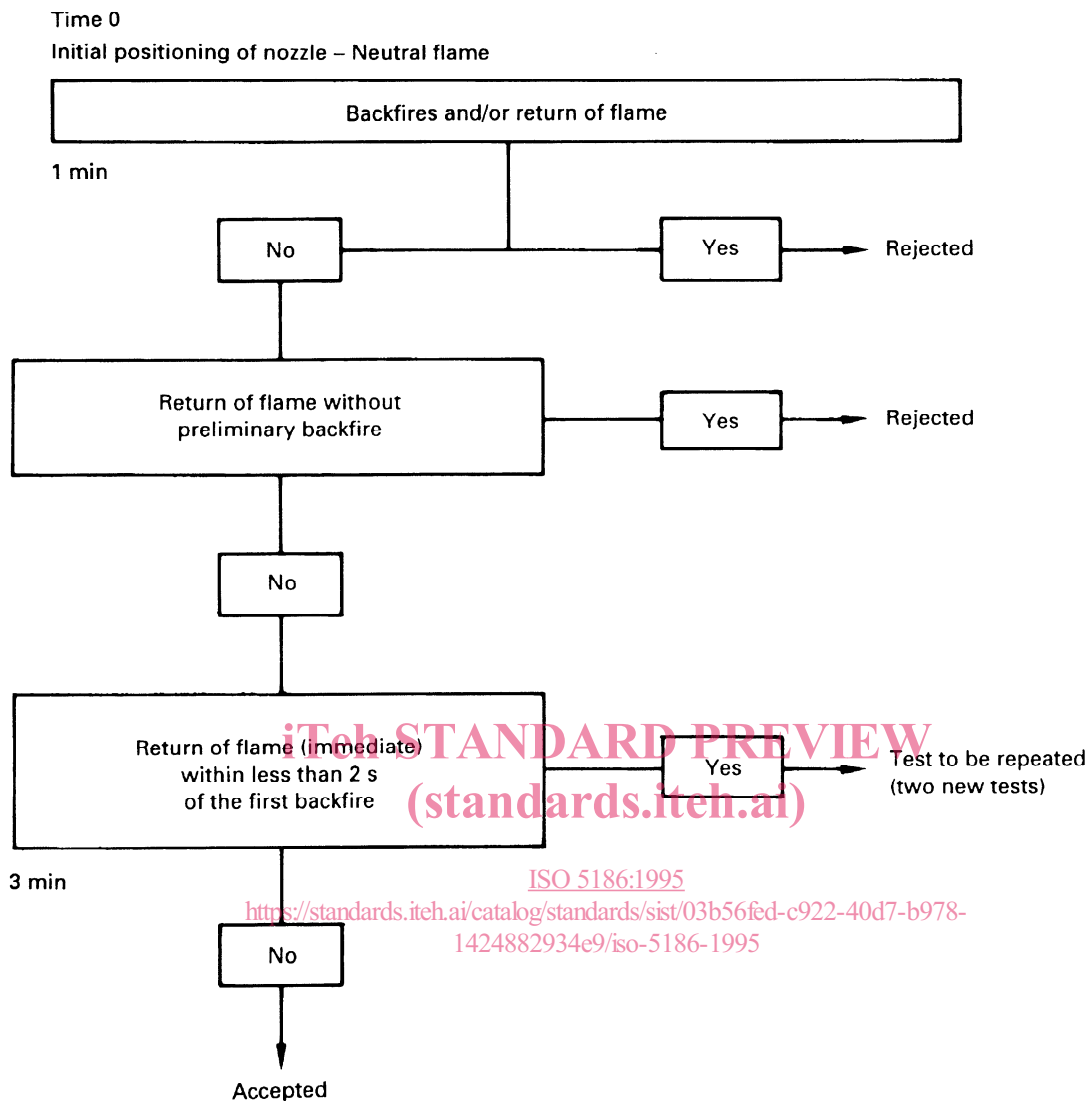 Time 0
Initial positioning of nozzle – Neutral flame
Backfires and/or return of flame
1 min
No
Yes
Rejected
Return of flame without
preliminary backfire
Yes
Rejected
No
Return of flame (immediate)
within less than 2 s
of the first backfire
Yes
Test to be repeated
(two new tests)
iTeh STANDARD PREVIEW
(standards.iteh.ai)
3 min
ISO 5186:1995
https://standards.iteh.ai/catalog/standards/sist/03b56fed-c922-40d7-b978-
1424882934e9/iso-5186-1995
No
Accepted